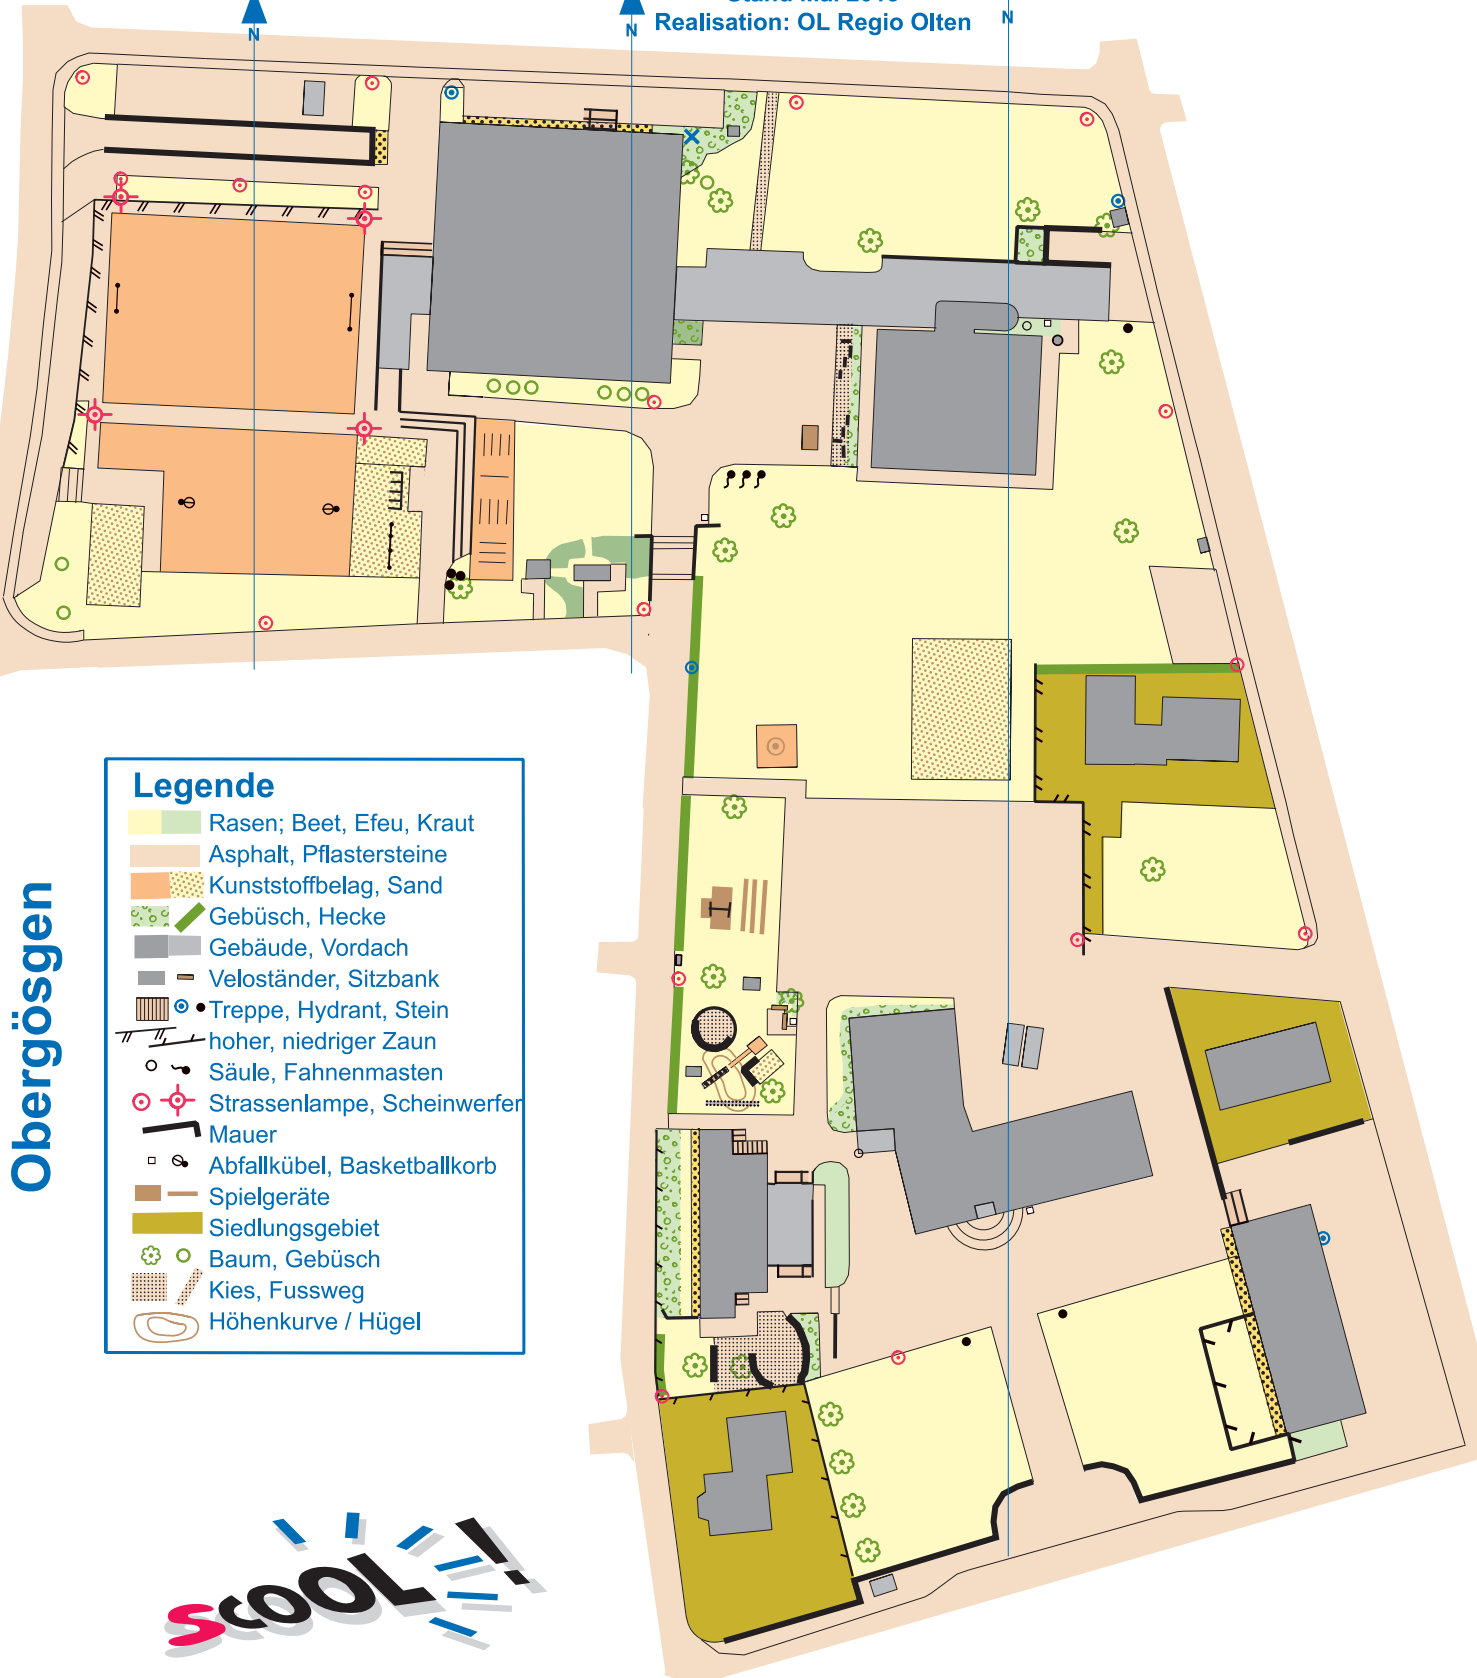 N
N
N
Realisation: OL Regio Olten
Legende
Rasen; Beet, Efeu, Kraut
Asphalt, Pflastersteine
Kunststoffbelag, Sand
Gebüsch, Hecke
Gebäude, Vordach
Veloständer, Sitzbank
Treppe, Hydrant, Stein
hoher, niedriger Zaun
Säule, Fahnenmasten
Strassenlampe, Scheinwerfer
Mauer
Abfallkübel, Basketballkorb
Spielgeräte
Siedlungsgebiet
Baum, Gebüsch
Kies, Fussweg
Höhenkurve / Hügel
Obergösgen
sCOOL!